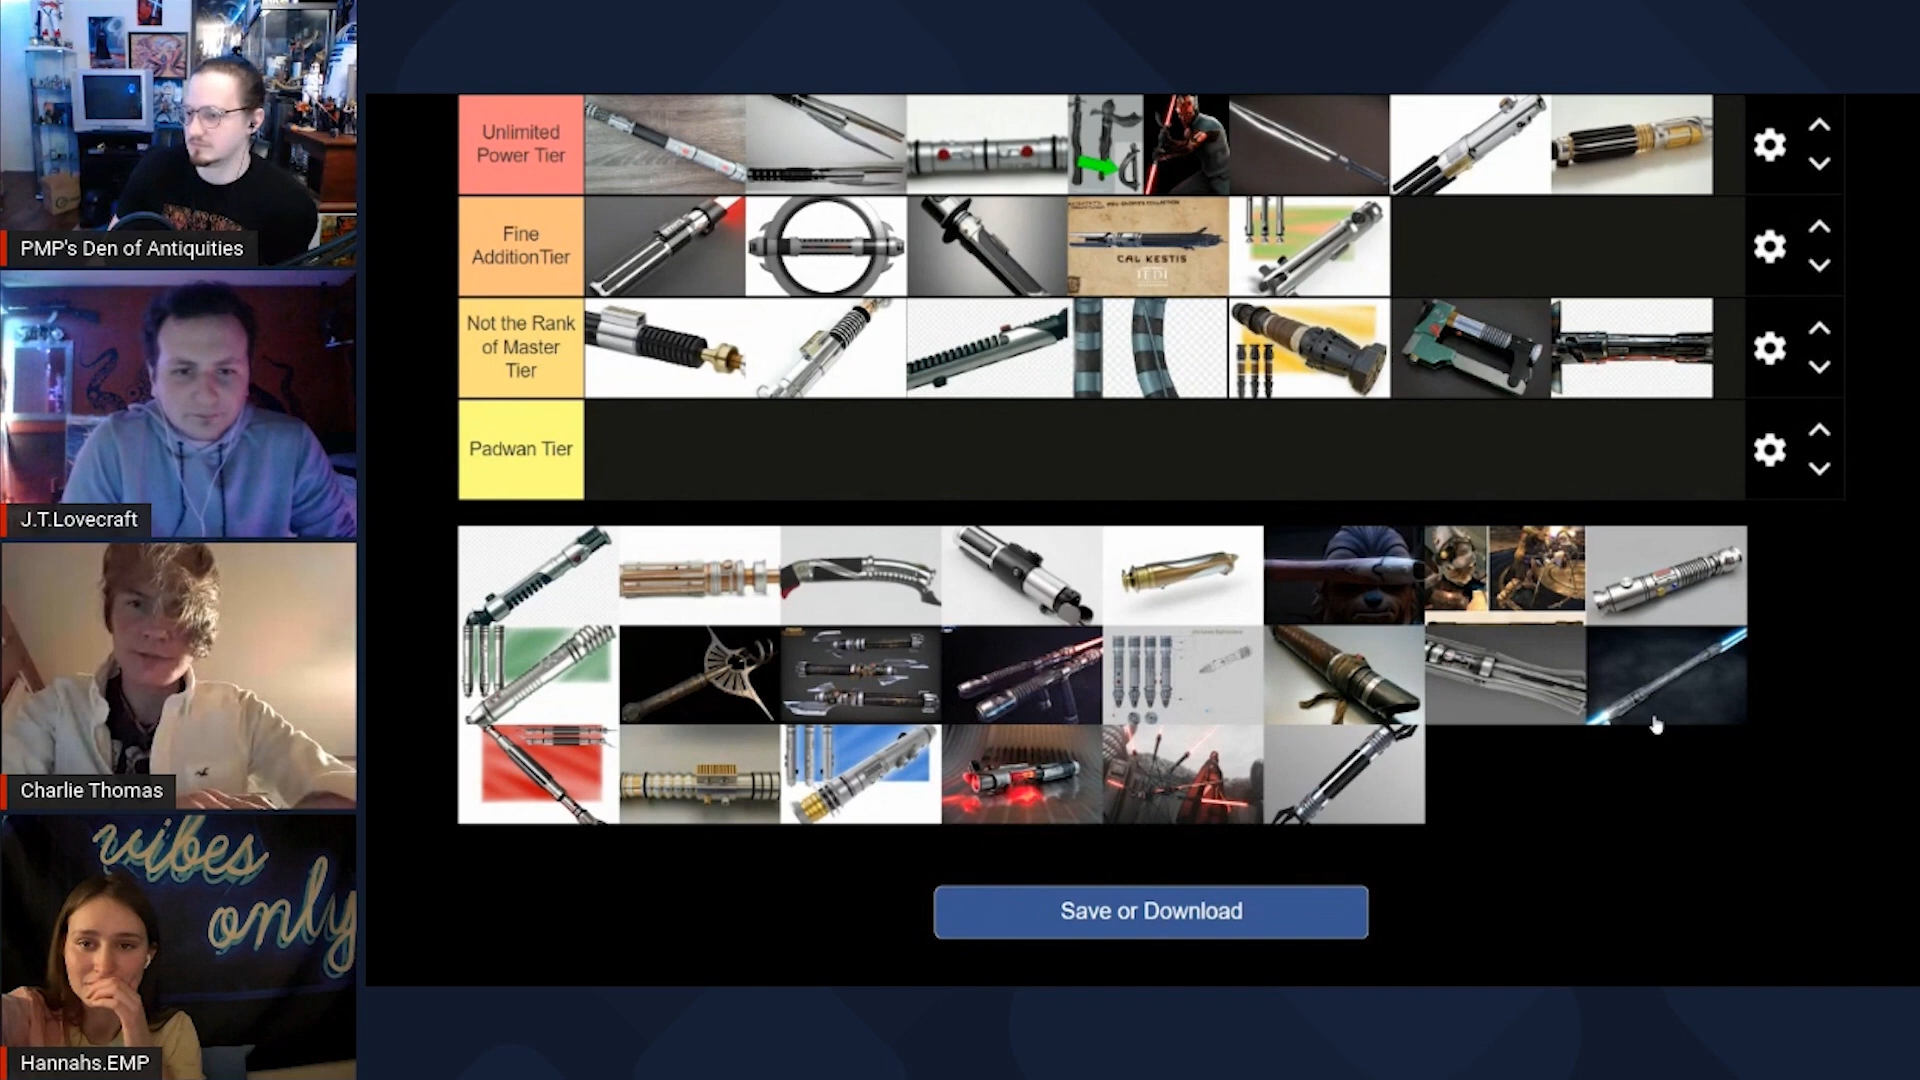 PMP's Den of Antiquities
J.T.Lovecraft
Charlie Thomas
vibes
only
Hannahs.EMP
Unlimited
Power Tier
Fine
AdditionTier
CAL KESTIS
JEDI
Not the Rank
of Master
Tier
Padwan Tier
Save or Download